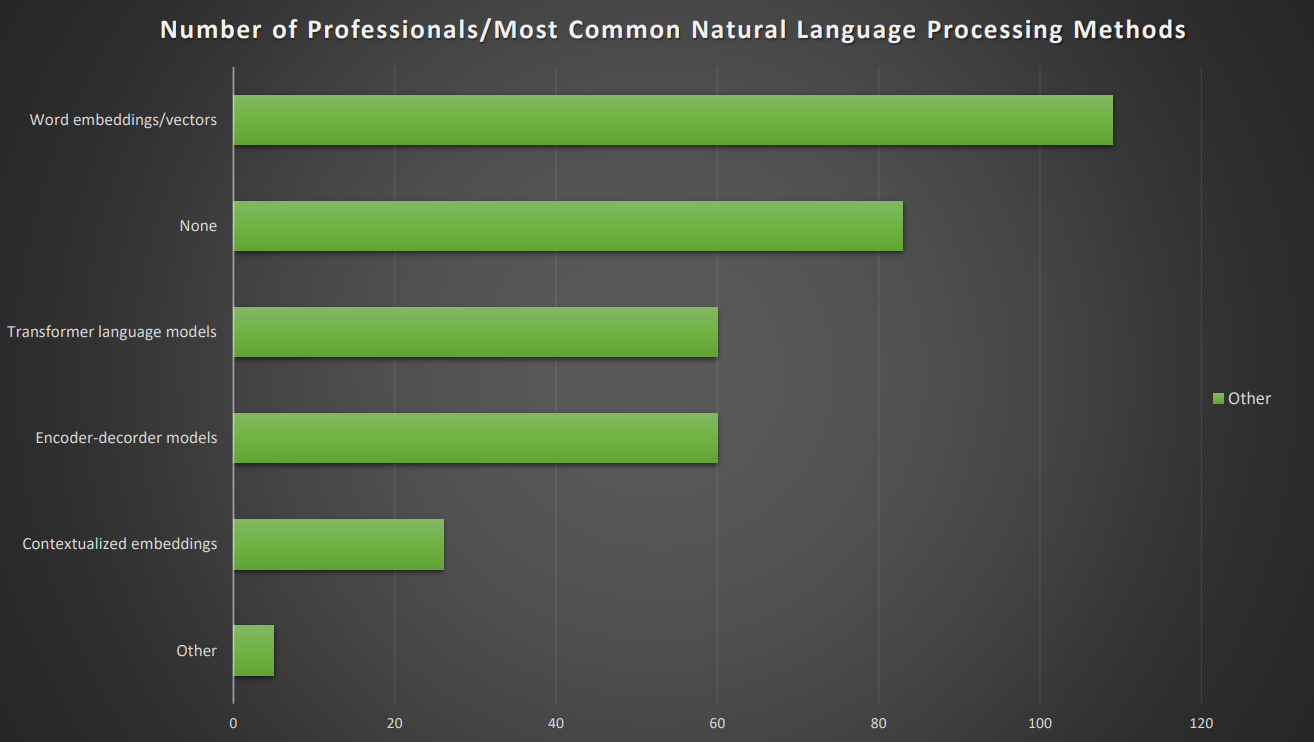 Number of Professionals/Most Common Natural Language Processing Methods
Word embeddings/vectors
None
Transformer language models
Encoder-decorder models
Contextualized embeddings
Other
Other
0 20 40 60 80 100 120